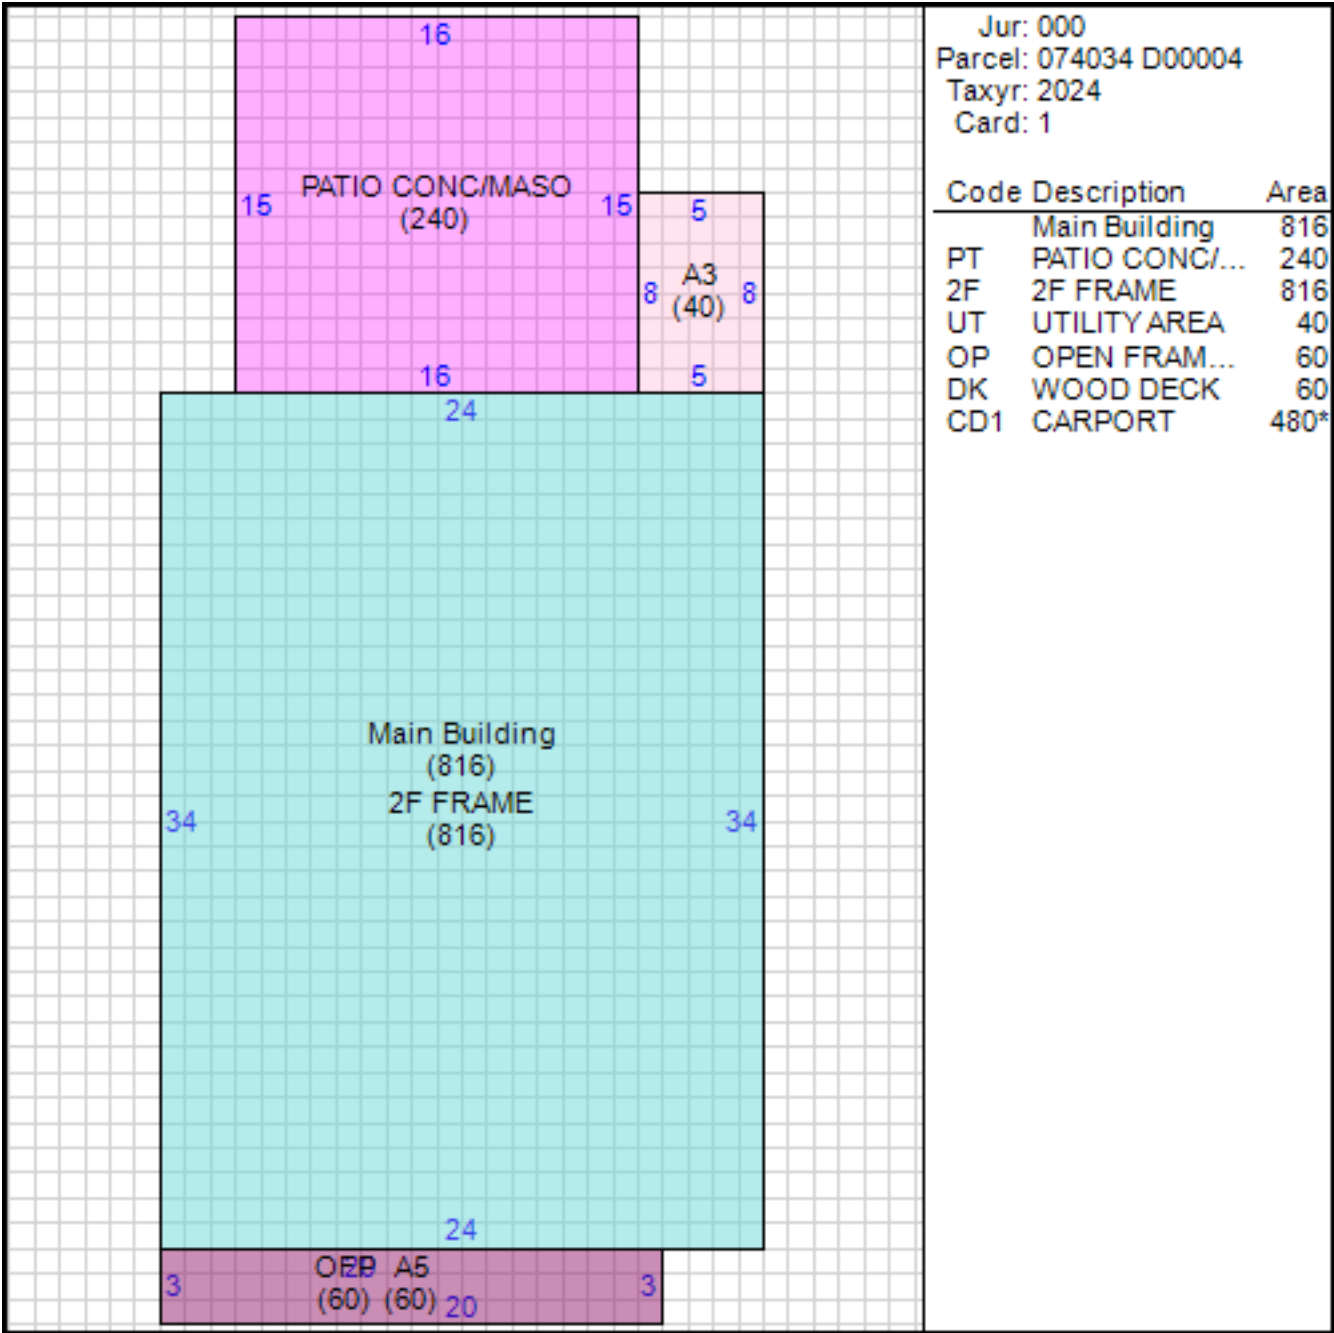 16
PATIO CONC/MASO
15
15
(240)
5
A3
8
8
(40)
16
5
24
Main Building
(816)
2F FRAME
34
34
(816)
24
A5
3
3
(60) (60) 20
Jur: 000
Parcel: 074034 D00004
Taxyr: 2024
Card: 1
Code Description Area
Main Building 816
PT PATIO CONC/... 240
2F 2F FRAME 816
UT UTILITY AREA 40
OP OPEN FRAM... 60
DK WOOD DECK 60
CD1 CARPORT 480*